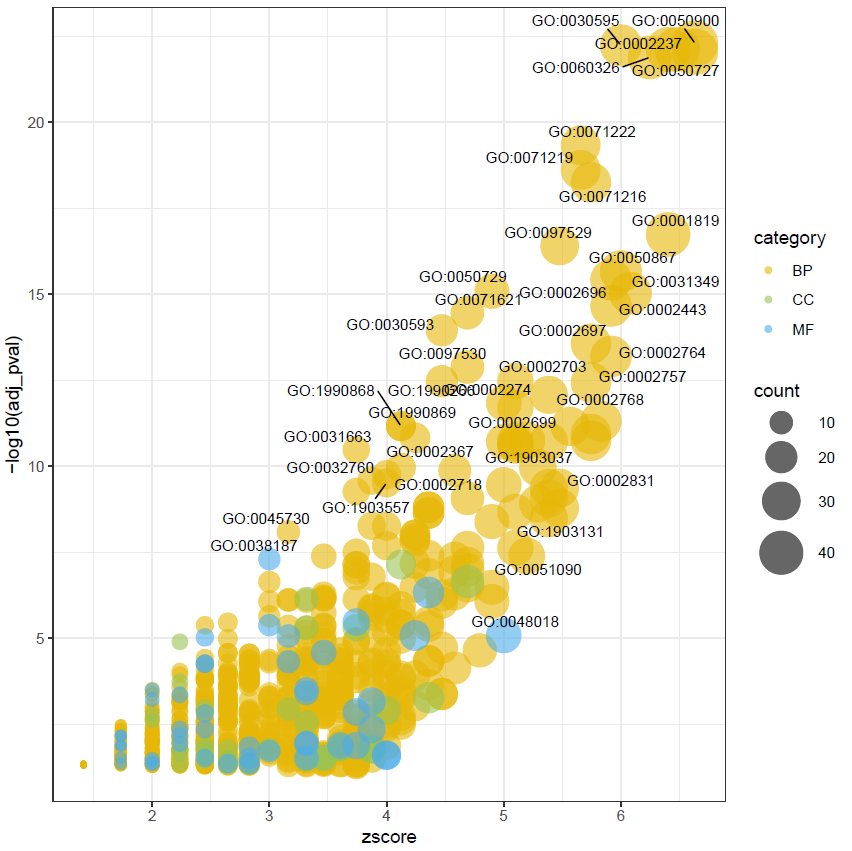 GO:0030595 GO:0050900
GO:0002237
GO:0060326 GO:0050727
GO:0071222
GO:0071219
GO:0071216
GO:0001819
GO:0097529
GO:0050867
GO:0050729
GO:0002696 GO:0031349
GO:0071621
GO:0002443
GO:0030593
GO:0002697
GO:0097530
GO:0002764
GO:0002703
GO:0002757
GO:1990868 GO:1990266 GO:0002274
GO:0002768
GO:1990869
GO:0002699
GO:0031663
GO:0002367
GO:1903037
GO:0032760
GO:0002718
GO:0002831
GO:1903557
GO:0045730
GO:1903131
GO:0038187
GO:0051090
GO:0048018
20
15
10
5
2 3 4 5 6
zscore
−log10(adj_pval)
category
BP
CC
MF
count
10
20
30
40